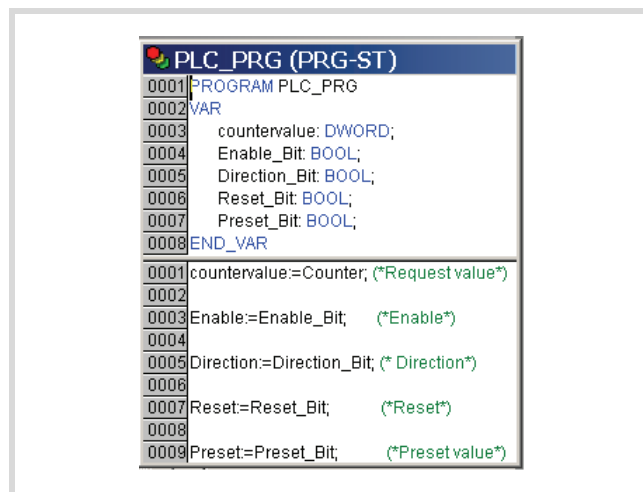 PLC_PRG (PRG-ST)
0001 PROGRAM PLC_PRG
0002 VAR
0003 countervalue: DWORD;
0004 Enable_Bit: BOOL;
0005 Direction_Bit: BOOL;
0006 Reset_Bit: BOOL;
0007 Preset_Bit: BOOL;
0008 END_VAR
0001 countervalue:=Counter; (*Request value*)
0002
0003 Enable:=Enable_Bit; (*Enable*)
0004
0005 Direction:=Direction_Bit; (* Direction*)
0006
0007 Reset:=Reset_Bit; (*Reset*)
0008
0009 Preset:=Preset_Bit; (*Preset value*)